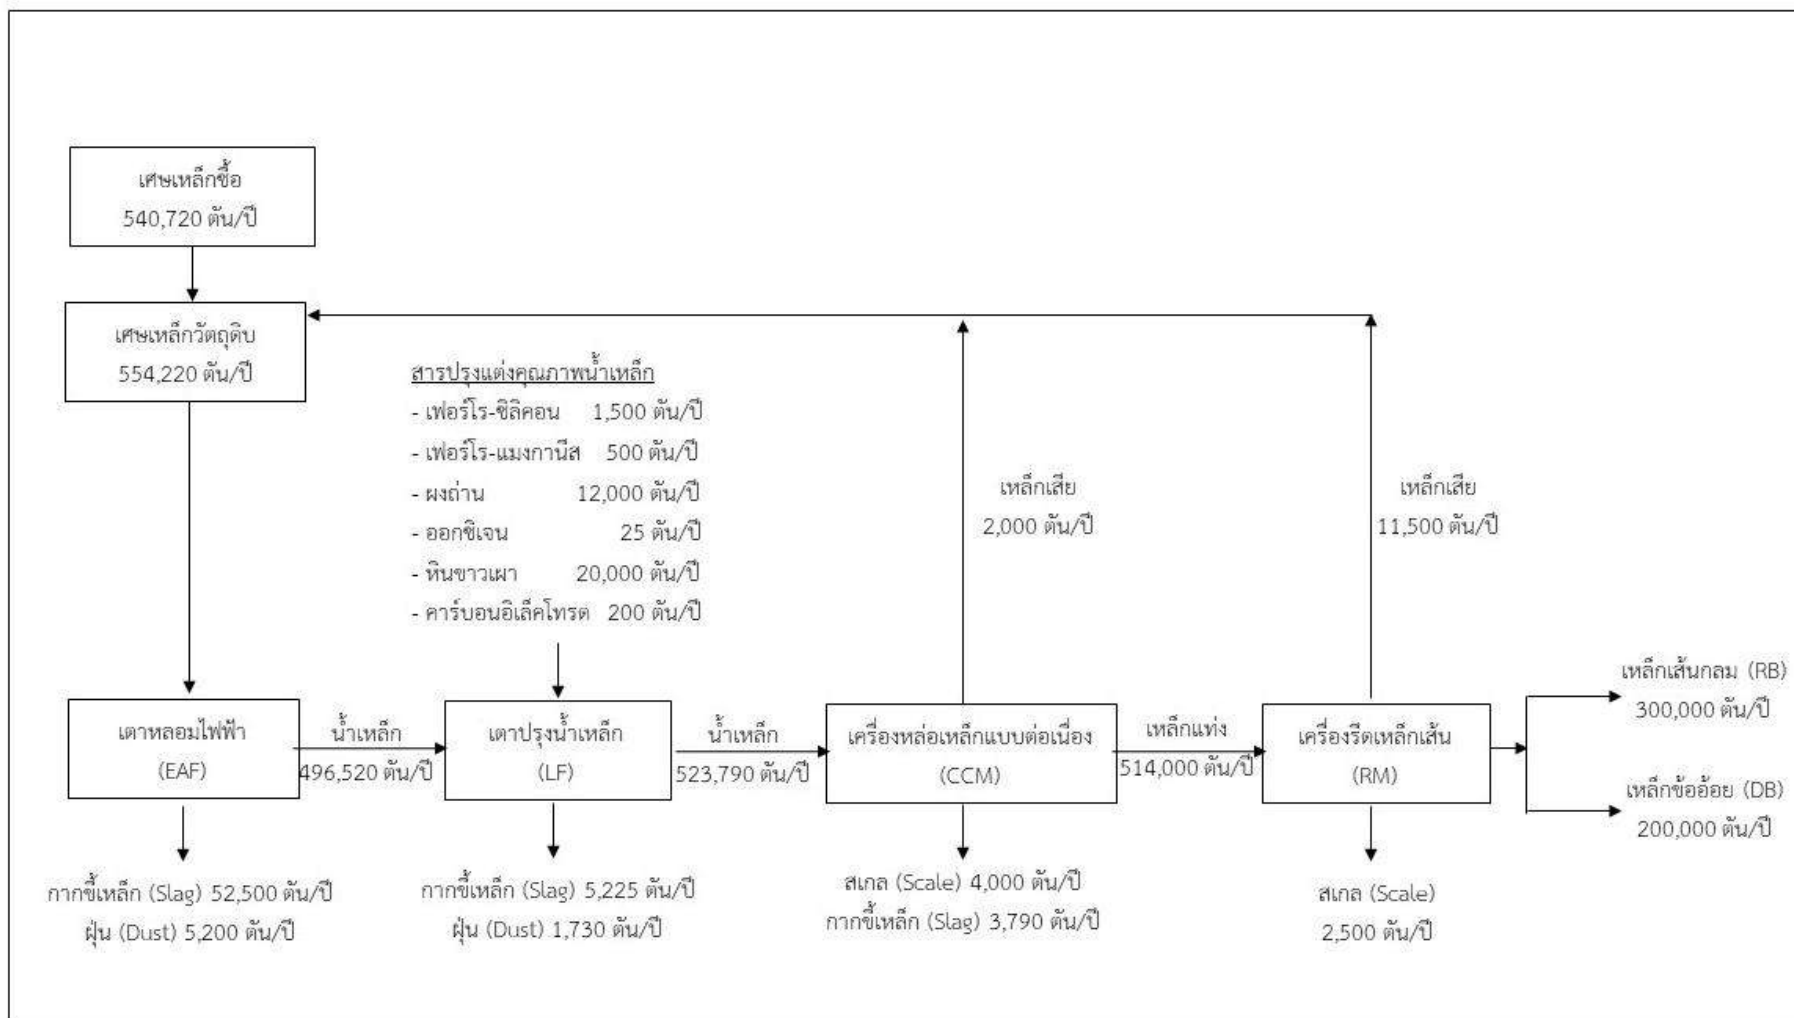 เศษเหล็กซื้อ
540,720 ตัน/ปี
เศษเหล็กวัตถุดิบ
554,220 ตัน/ปี
สารปรุงแต่งคุณภาพน้ำเหล็ก
- เฟอร์โร-ซิลิคอน 1,500 ตัน/ปี
- เฟอร์โร-แมงกานีส 500 ตัน/ปี
- ผงถ่าน 12,000 ตัน/ปี
- ออกซิเจน 25 ตัน/ปี
- หินขาวเผา 20,000 ตัน/ปี
- คาร์บอนอิเล็คโทรต 200 ตัน/ปี
เหล็กเสีย
2,000 ตัน/ปี
เหล็กเสีย
11,500 ตัน/ปี
เตาหลอมไฟฟ้า
(EAF)
น้ำเหล็ก
496,520 ตัน/ปี
เตาปรุงน้ำเหล็ก
(LF)
น้ำเหล็ก
523,790 ตัน/ปี
เครื่องหล่อเหล็กแบบต่อเนื่อง
(CCM)
เหล็กแท่ง
514,000 ตัน/ปี
เครื่องรีดเหล็กเส้น
(RM)
เหล็กเส้นกลม (RB)
300,000 ตัน/ปี
เหล็กข้ออ้อย (DB)
200,000 ตัน/ปี
กากขี้เหล็ก (Slag) 52,500 ตัน/ปี
ฝุ่น (Dust) 5,200 ตัน/ปี
กากขี้เหล็ก (Slag) 5,225 ตัน/ปี
ฝุ่น (Dust) 1,730 ตัน/ปี
สเกล (Scale) 4,000 ตัน/ปี
กากขี้เหล็ก (Slag) 3,790 ตัน/ปี
สเกล (Scale)
2,500 ตัน/ปี